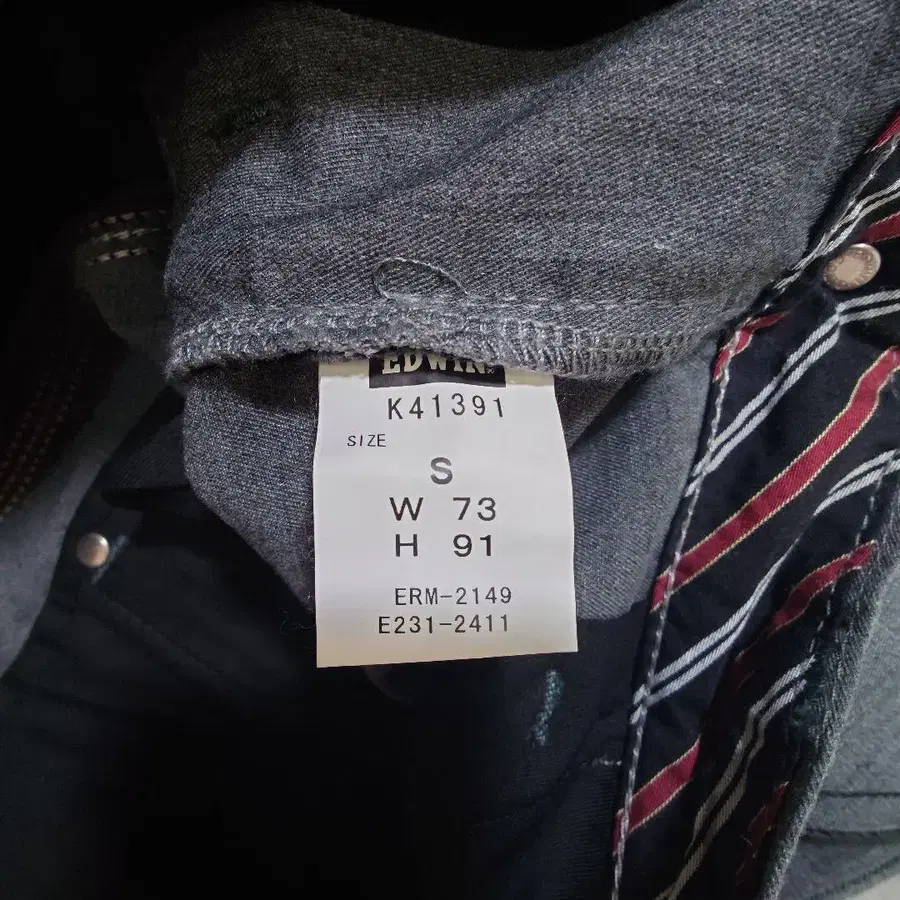 EDWIN
K41391
SIZE
S
W 73
H 91
ERM-2149
E231-2411